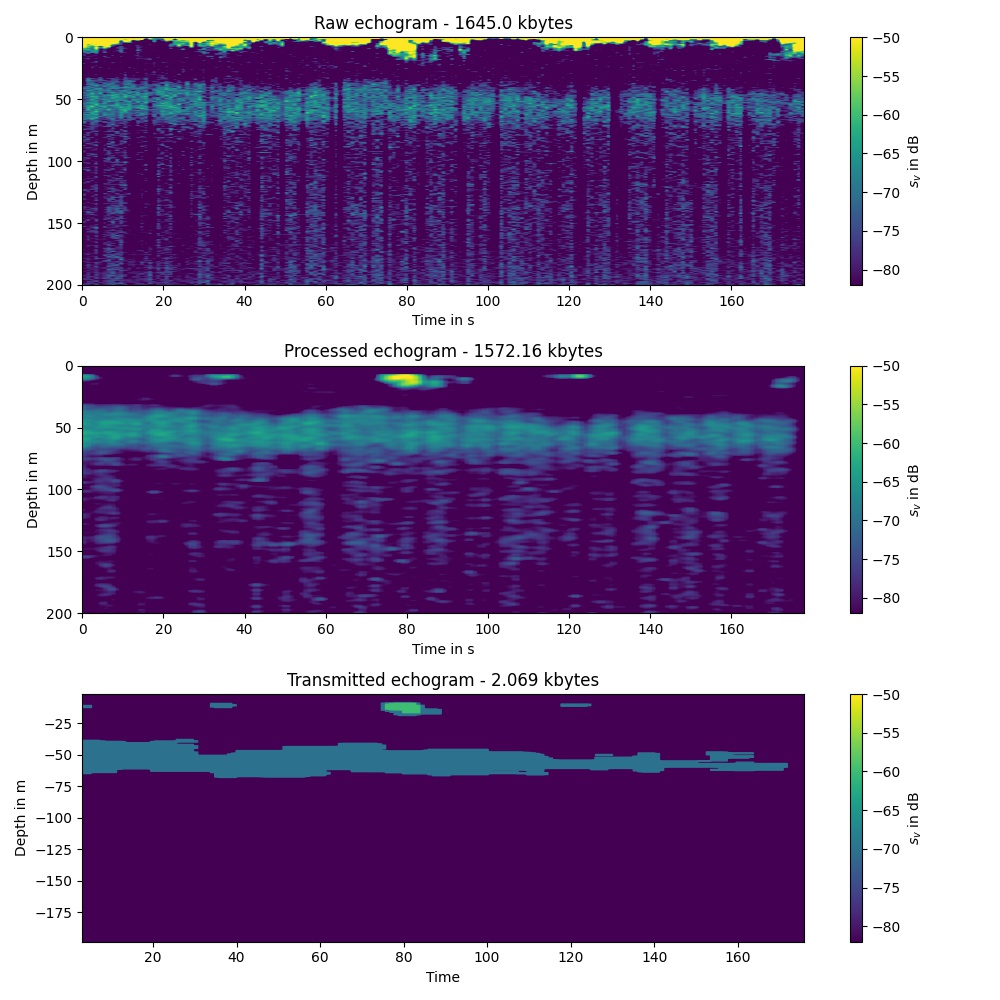 Raw echogram - 1645.0 kbytes
0
50
100
150
200
Depth in m
0 20 40 60 80 100 120 140 160
Time in s
−50
−55
−60
−65
−70
−75
−80
sv in dB
Processed echogram - 1572.16 kbytes
0
50
100
150
200
Depth in m
0 20 40 60 80 100 120 140 160
Time in s
−50
−55
−60
−65
−70
−75
−80
sv in dB
Transmitted echogram - 2.069 kbytes
−25
−50
−75
−100
−125
−150
−175
Depth in m
20 40 60 80 100 120 140 160
Time
−50
−55
−60
−65
−70
−75
−80
sv in dB